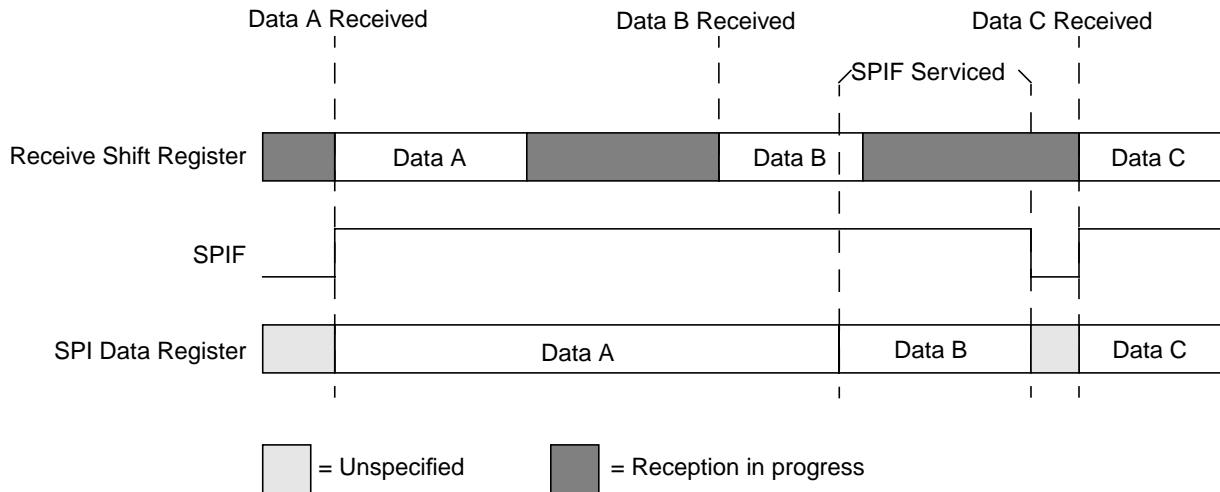 Data A Received
Data B Received
Data C Received
SPIF Serviced
Receive Shift Register
Data A
Data B
Data C
SPIF
SPI Data Register
Data A
Data B
Data C
= Unspecified
= Reception in progress